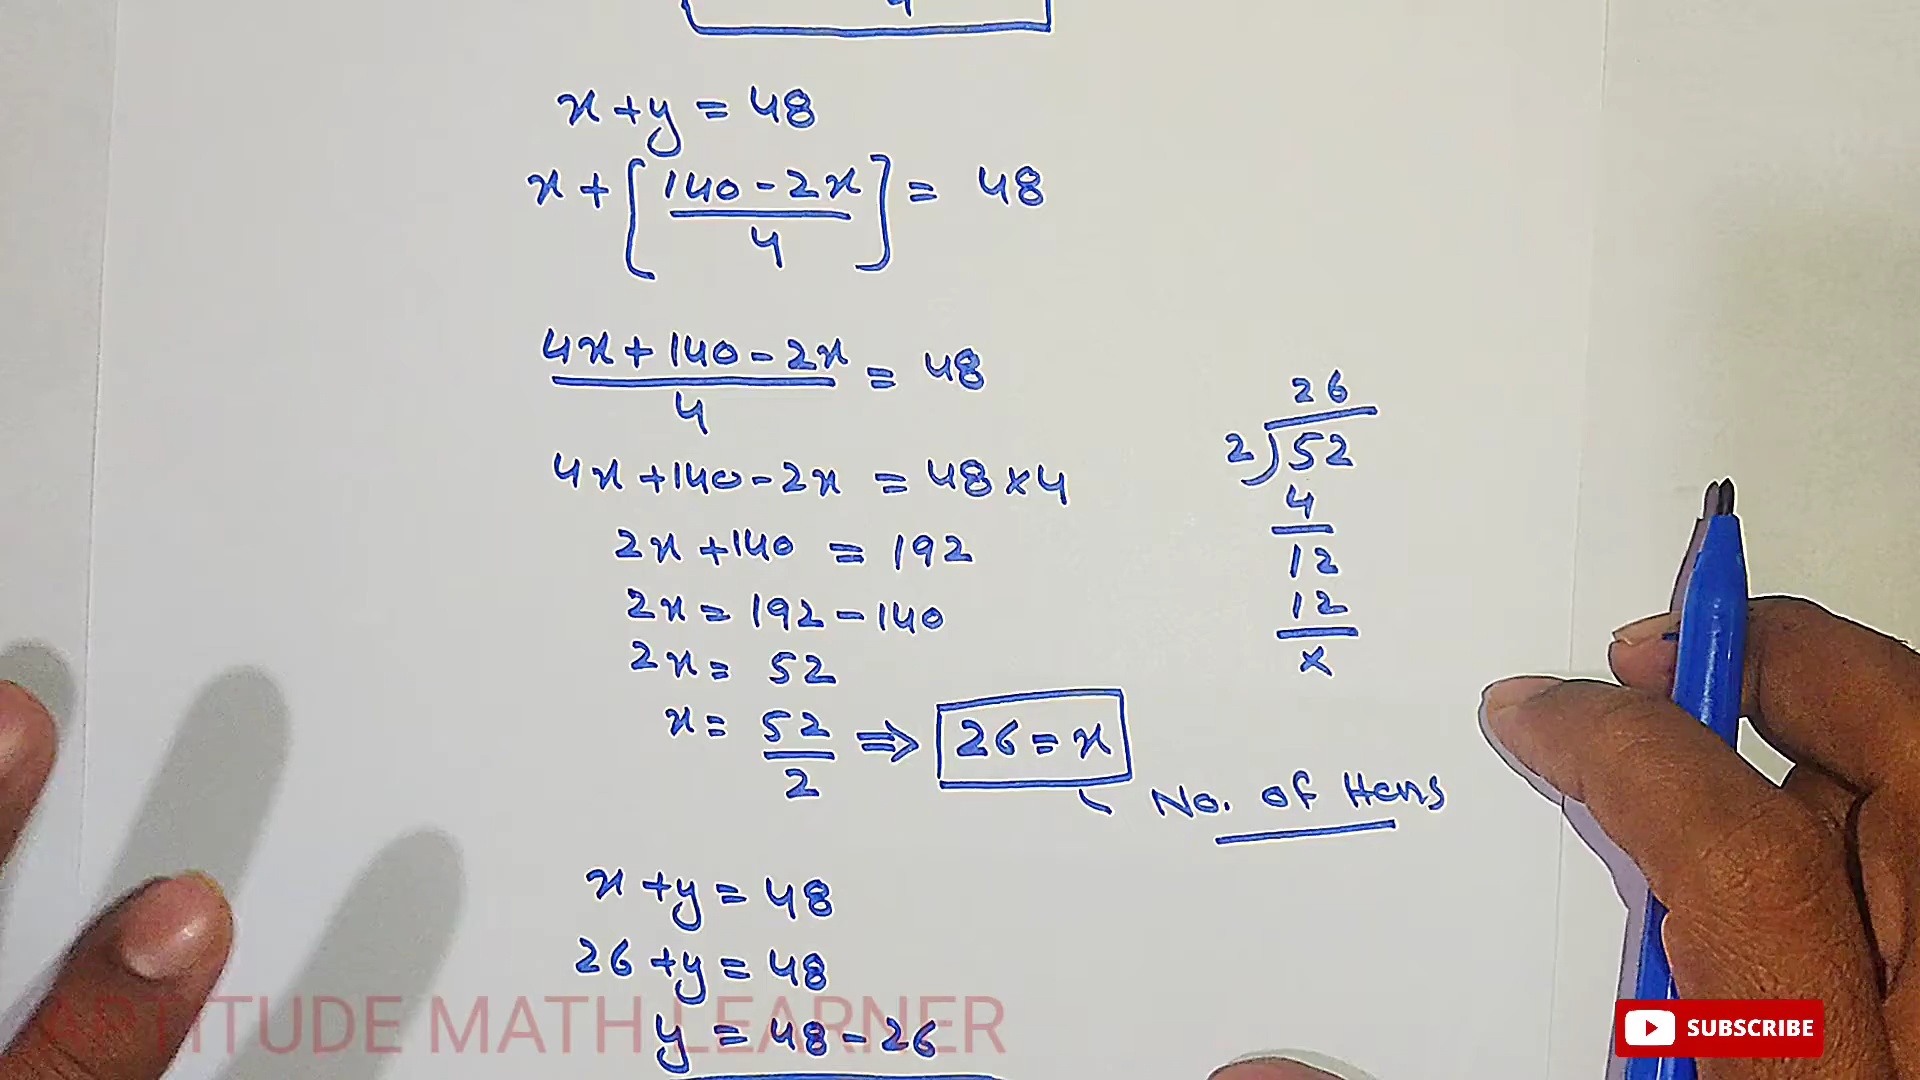 x+y = 48
x+[140-2x/4] = 48
4x+140-2x/4 = 48
4x+140-2x = 48×4
2x+140 = 192
2x = 192-140
2x = 52
x = 52/2 ⇒ 26=x
No. of Hens
26
2)52
4
12
12
x
x+y=48
26+y=48
y = 48-26
APTITUDE MATH LEARNER
SUBSCRIBE